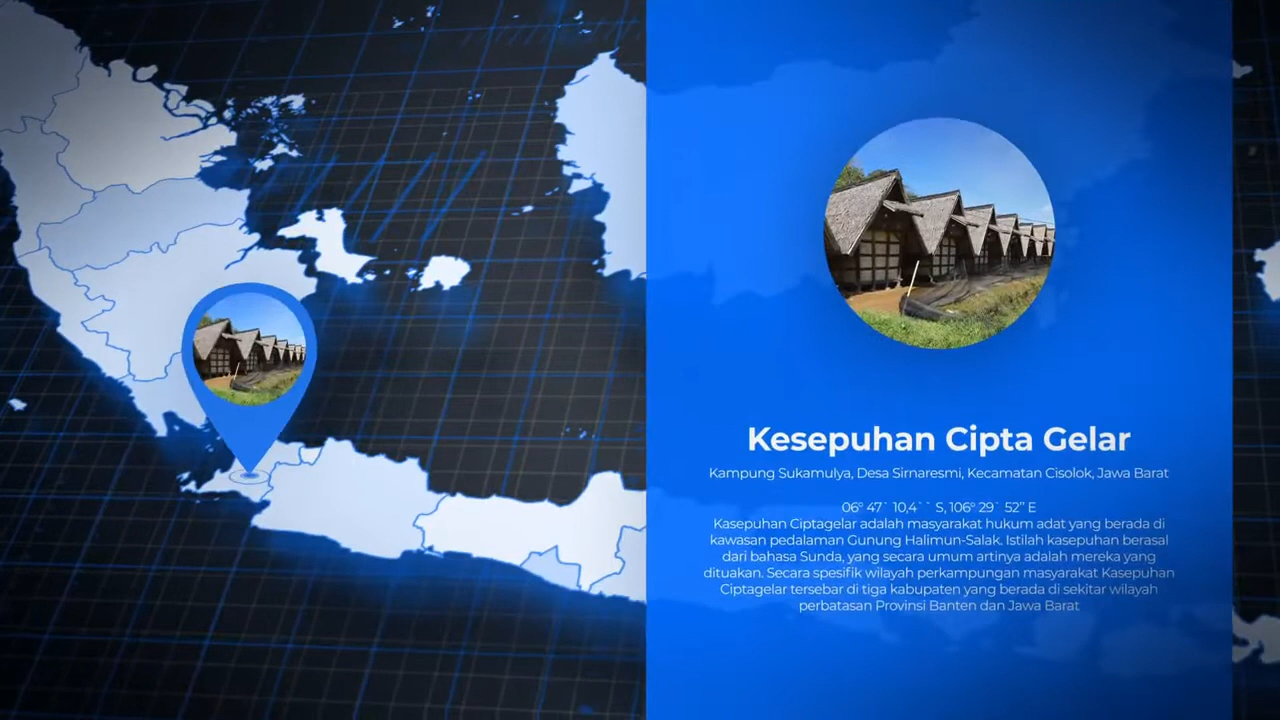 Kesepuhan Cipta Gelar
Kampung Sukamulya, Desa Sirnaresmi, Kecamatan Cisolok, Jawa Barat
06° 47` 10,4`` S, 106° 29` 52” E
Kasepuhan Ciptagelar adalah masyarakat hukum adat yang berada di
kawasan pedalaman Gunung Halimun-Salak. Istilah kasepuhan berasal
dari bahasa Sunda, yang secara umum artinya adalah mereka yang
dituakan. Secara spesifik wilayah perkampungan masyarakat Kasepuhan
Ciptagelar tersebar di tiga kabupaten yang berada di sekitar wilayah
perbatasan Provinsi Banten dan Jawa Barat